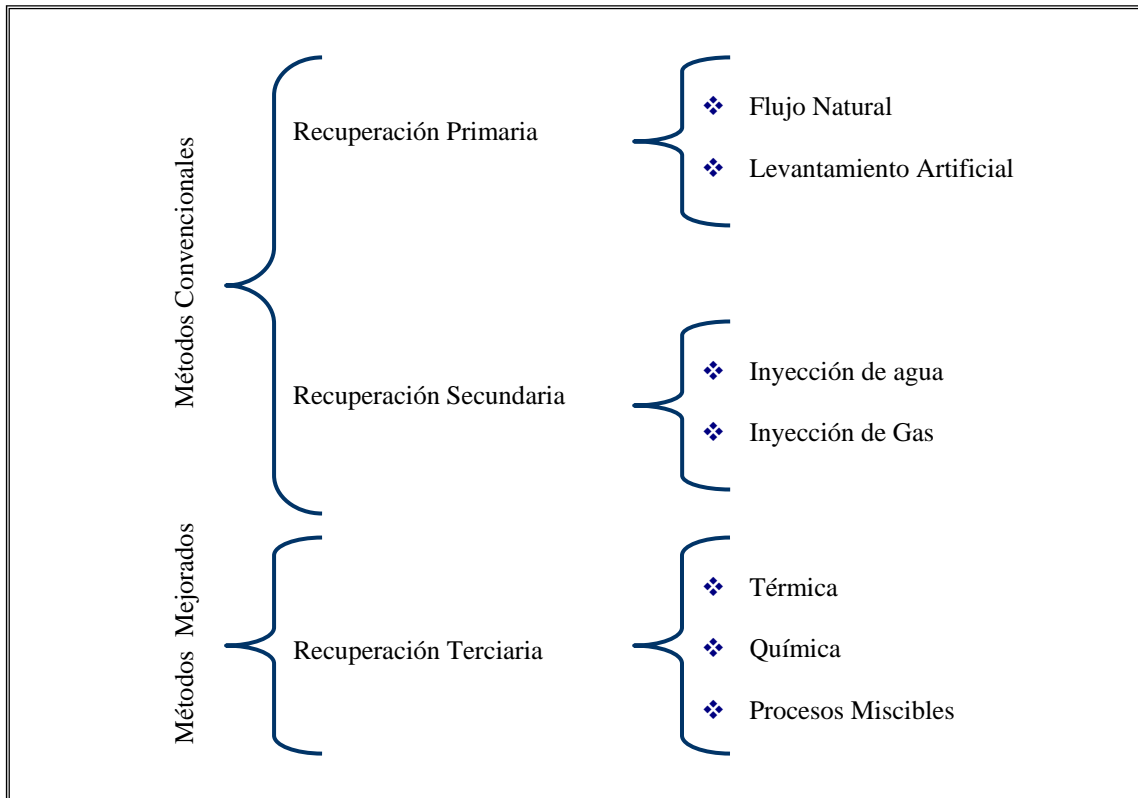 Métodos Convencionales
Recuperación Primaria
Flujo Natural
Levantamiento Artificial
Recuperación Secundaria
Inyección de agua
Inyección de Gas
Métodos Mejorados
Recuperación Terciaria
Térmica
Química
Procesos Miscibles